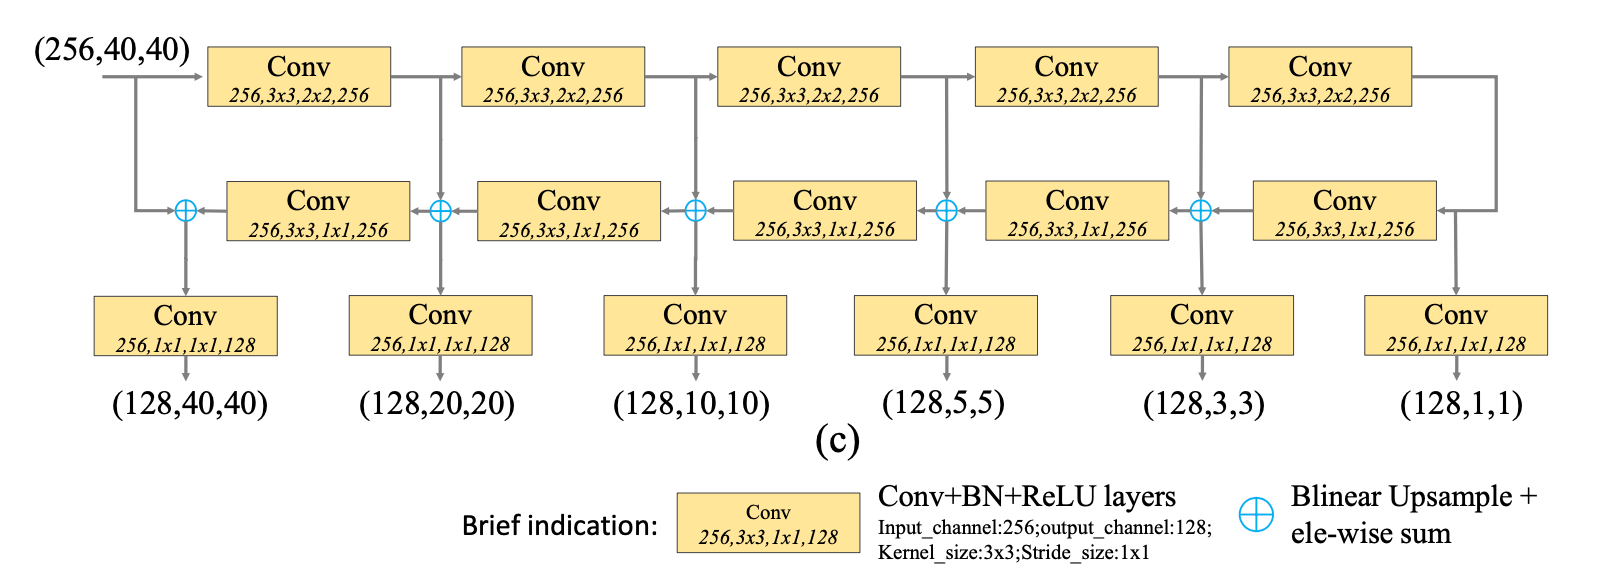 (256,40,40)
Conv
256,3x3,2x2,256
Conv
256,3x3,2x2,256
Conv
256,3x3,2x2,256
Conv
256,3x3,2x2,256
Conv
256,3x3,2x2,256
Conv
256,3x3,1x1,256
Conv
256,3x3,1x1,256
Conv
256,3x3,1x1,256
Conv
256,3x3,1x1,256
Conv
256,3x3,1x1,256
Conv
256,1x1,1x1,128
Conv
256,1x1,1x1,128
Conv
256,1x1,1x1,128
Conv
256,1x1,1x1,128
Conv
256,1x1,1x1,128
Conv
256,1x1,1x1,128
(128,40,40)
(128,20,20)
(128,10,10)
(128,5,5)
(128,3,3)
(128,1,1)
(c)
Brief indication:
Conv
256,3x3,1x1,128
Conv+BN+ReLU layers
Input_channel:256;output_channel:128;
Kernel_size:3x3;Stride_size:1x1
Blinear Upsample +
ele-wise sum